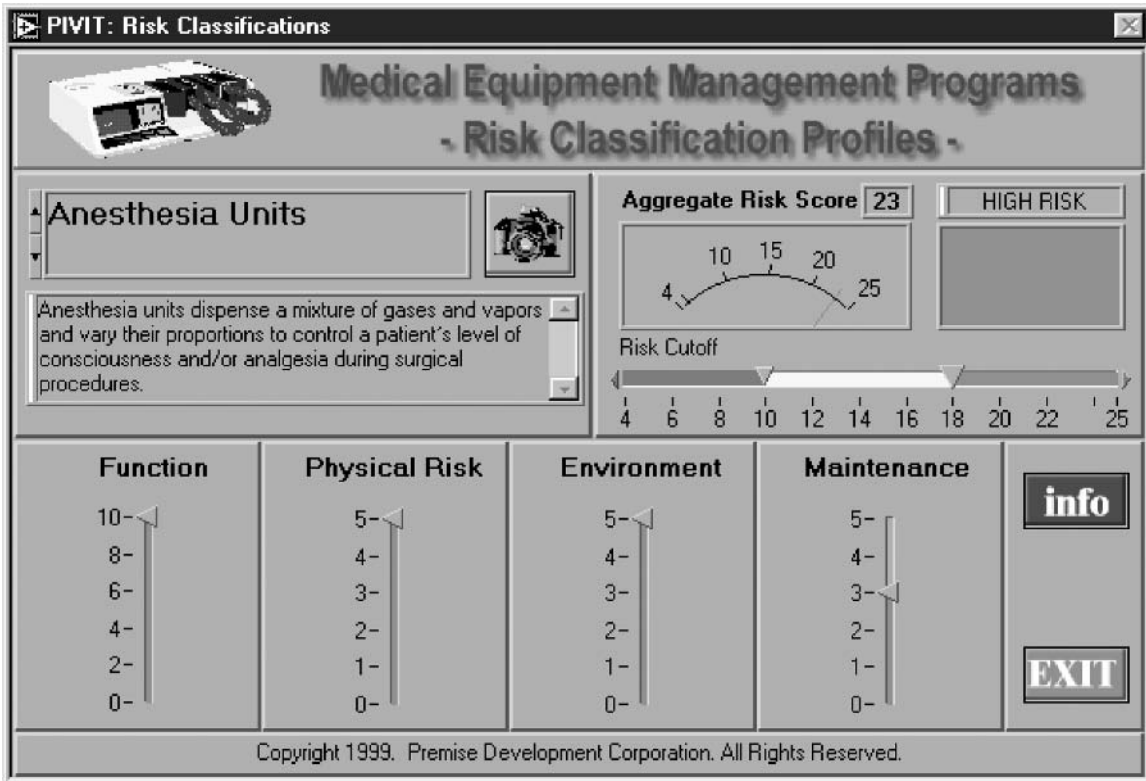 PIVIT: Risk Classifications
Medical Equipment Management Programs
- Risk Classification Profiles -
Anesthesia Units
Anesthesia units dispense a mixture of gases and vapors
and vary their proportions to control a patient's level of
consciousness and/or analgesia during surgical
procedures.
Aggregate Risk Score 23
HIGH RISK
4 10 15 20 25
Risk Cutoff
4 6 8 10 12 14 16 18 20 22 25
Function
10-
8-
6-
4-
2-
0-
Physical Risk
5-
4-
3-
2-
1-
0-
Environment
5-
4-
3-
2-
1-
0-
Maintenance
5-
4-
3-
2-
1-
0-
info
EXIT
Copyright 1999. Premise Development Corporation. All Rights Reserved.